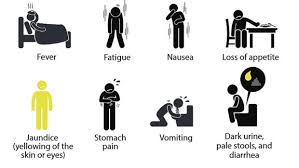 Fever
Fatigue
Nausea
Loss of appetite
Jaundice
(yellowing of the
skin or eyes)
Stomach
pain
Vomiting
Dark urine,
pale stools, and
diarrhea